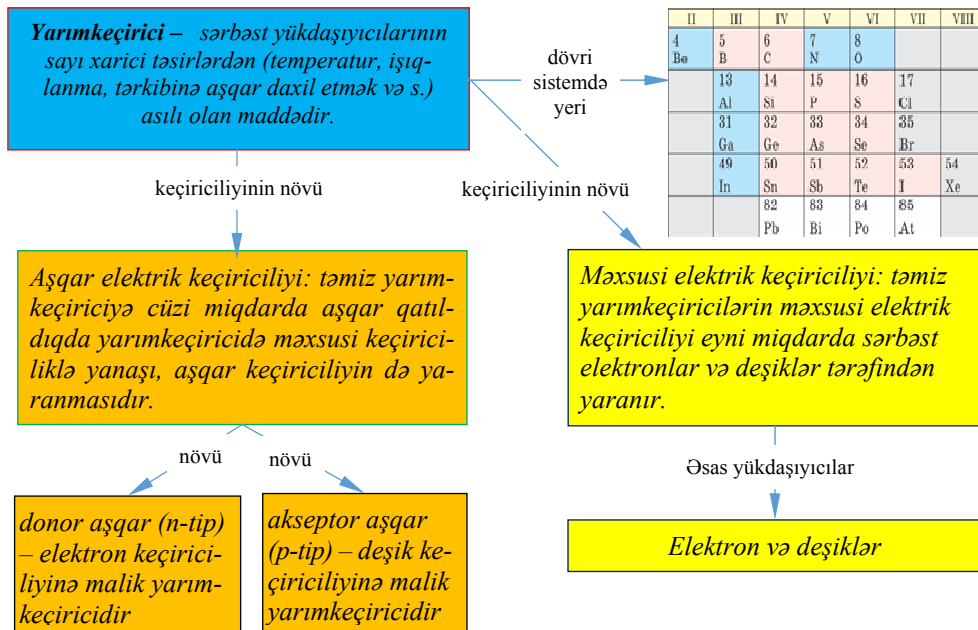 Yarımkeçirici – sərbəst yükdaşıyıcılarının
sayı xarici təsirlərdən (temperatur, işıq-
lanma, tərkibinə aşqar daxil etmək və s.)
asılı olan maddədir.
dövri
sistemdə
yeri
II III IV V VI VII VIII
4 5 6 7 8
Be B C N O
13 14 15 16 17
Al Si P S Cl
31 32 33 34 35
Ga Ge As Se Br
49 50 51 52 53 54
In Sn Sb Te I Xe
82 83 84 85
Pb Bi Po At
keçiriciliyinin növü
keçiriciliyinin növü
Aşqar elektrik keçiriciliyi: təmiz yarım-
keçiriciyə cüzi miqdarda aşqar qatıl-
dıqda yarımkeçiricidə məxsusi keçirici-
liklə yanaşı, aşqar keçiriciliyin də ya-
ranmasıdır.
Məxsusi elektrik keçiriciliyi: təmiz
yarımkeçiricilərin məxsusi elektrik
keçiriciliyi eyni miqdarda sərbəst
elektronlar və deşiklər tərəfindən
yaranır.
növü
növü
Əsas yükdaşıyıcılar
donor aşqar (n-tip)
– elektron keçirici-
liyinə malik yarım-
keçiricidir
akseptor aşqar
(p-tip) – deşik ke-
çiriciliyinə malik
yarımkeçiricidir
Elektron və deşiklər